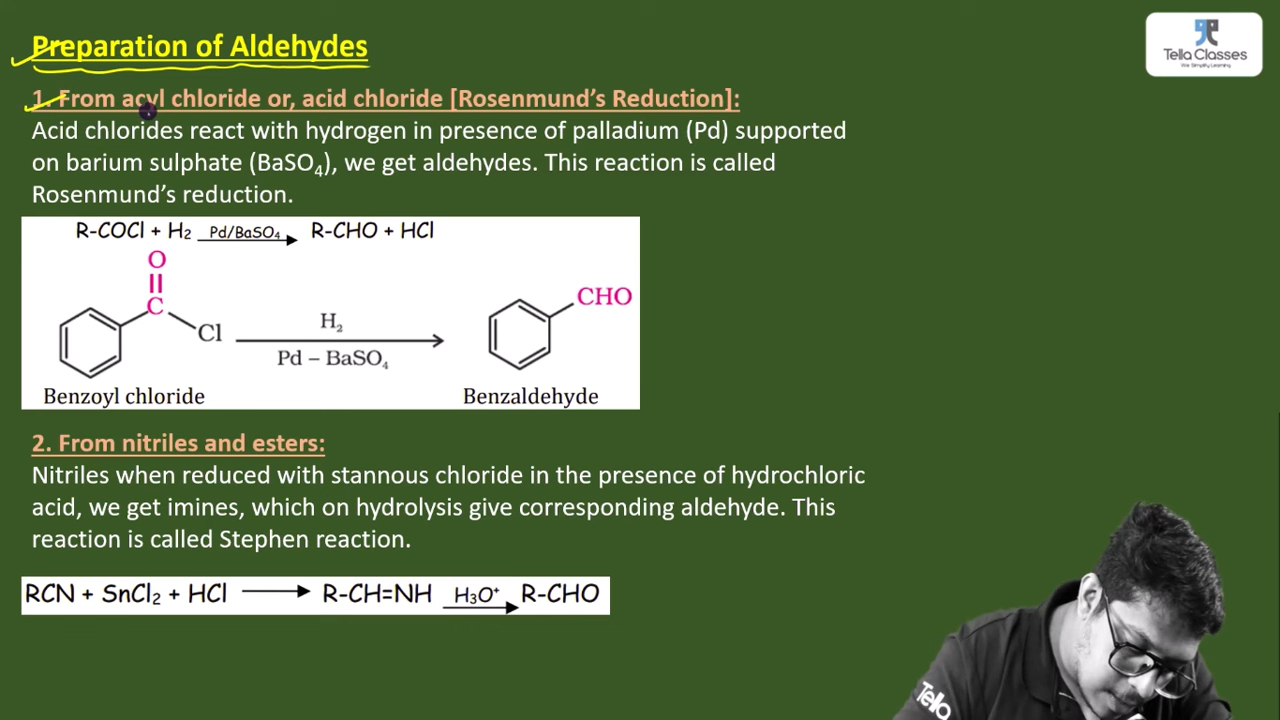 Preparation of Aldehydes
Tella Classes
We Simplify Learning
1. From acyl chloride or, acid chloride [Rosenmund's Reduction]:
Acid chlorides react with hydrogen in presence of palladium (Pd) supported
on barium sulphate (BaSO₄), we get aldehydes. This reaction is called
Rosenmund's reduction.
R-COCl + H₂ Pd/BaSO₄ R-CHO + HCl
O
C
Cl
H₂
Pd – BaSO₄
CHO
Benzoyl chloride
Benzaldehyde
2. From nitriles and esters:
Nitriles when reduced with stannous chloride in the presence of hydrochloric
acid, we get imines, which on hydrolysis give corresponding aldehyde. This
reaction is called Stephen reaction.
RCN + SnCl₂ + HCl R-CH=NH H₃O⁺ R-CHO
Tella